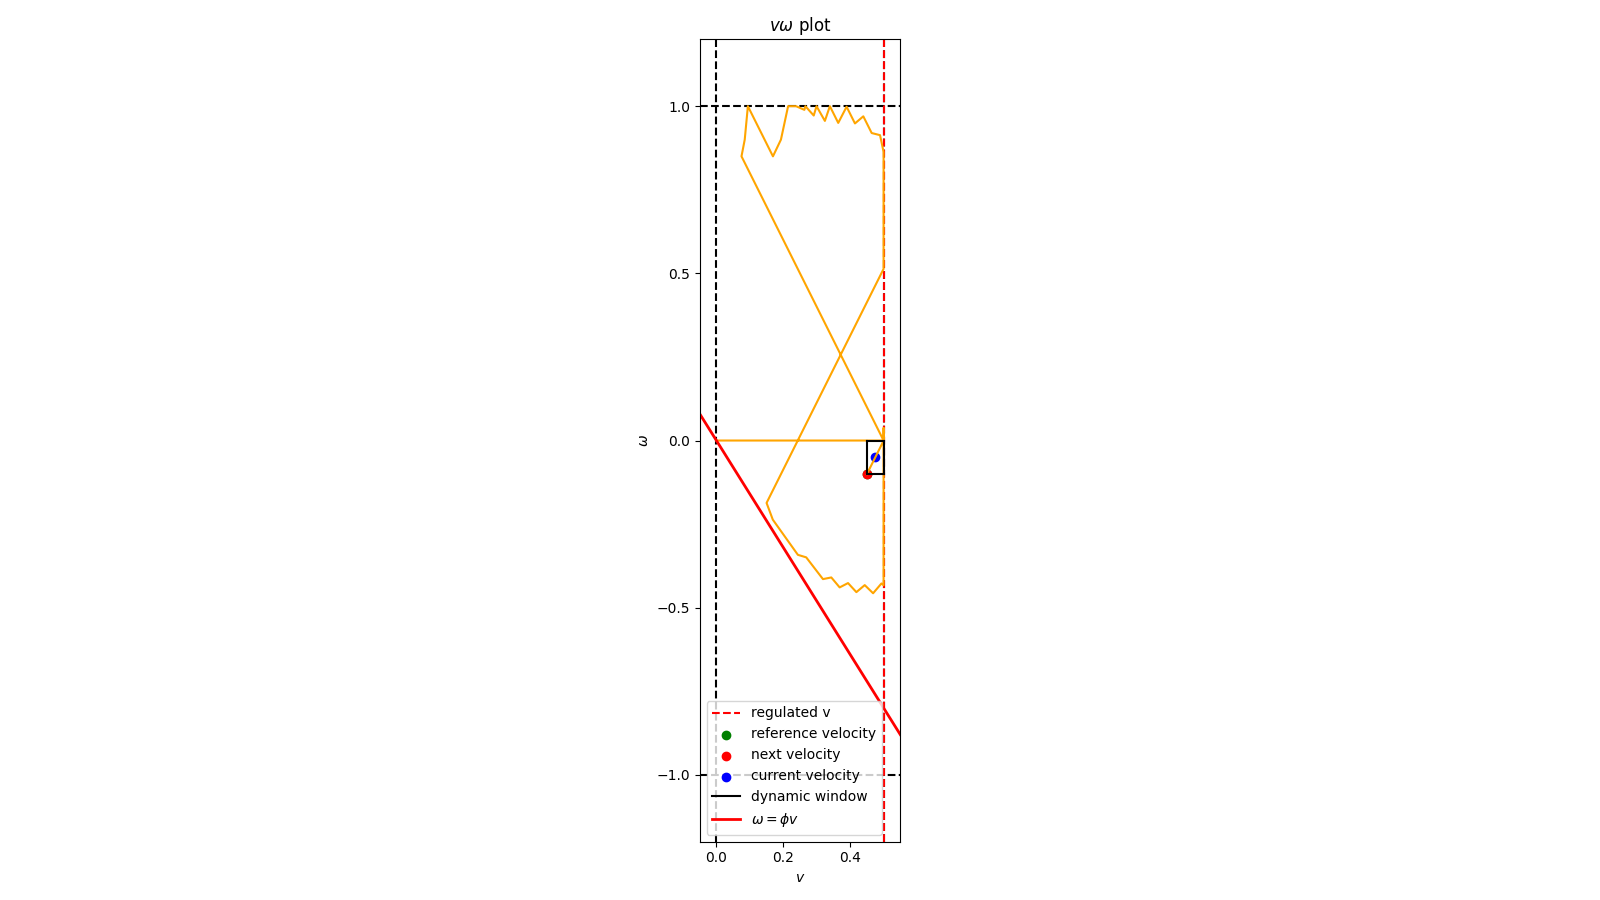 vω plot
1.0
0.5
0.0
−0.5
−1.0
ω
0.0 0.2 0.4
v
regulated v
reference velocity
next velocity
current velocity
dynamic window
ω = ϕv